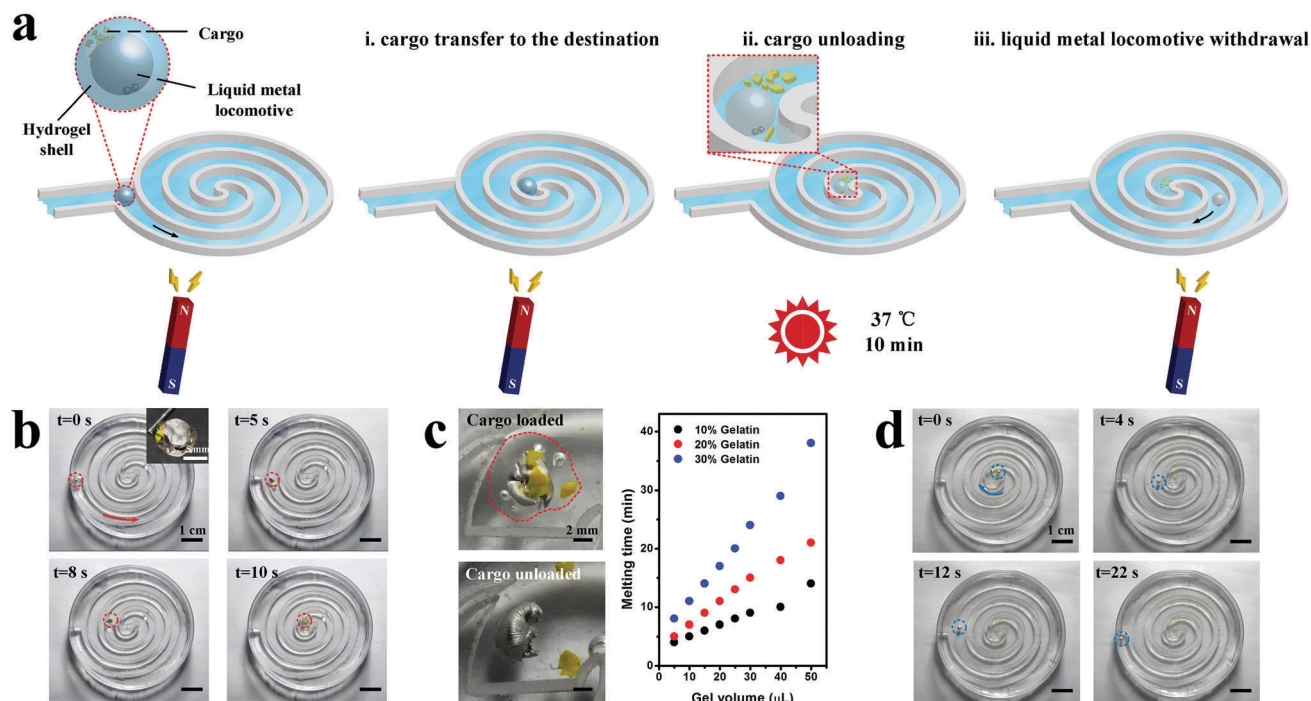 a
Cargo
Liquid metal
locomotive
Hydrogel
shell
i. cargo transfer to the destination
ii. cargo unloading
iii. liquid metal locomotive withdrawal
N
S
N
S
37 ℃
10 min
N
S
b
t=0 s
mm
1 cm
t=5 s
t=8 s
t=10 s
c
Cargo loaded
2 mm
Cargo unloaded
10% Gelatin
20% Gelatin
30% Gelatin
Melting time (min)
40
30
20
10
0
0 10 20 30 40 50
Gel volume (μL)
d
t=0 s
1 cm
t=4 s
t=12 s
t=22 s